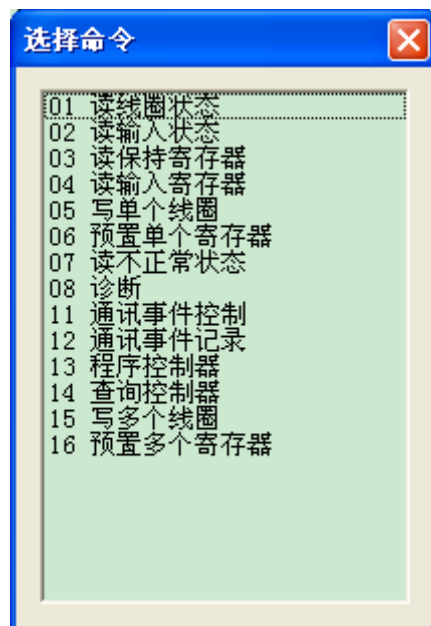 选择命令
01 读线圈状态
02 读输入状态
03 读保持寄存器
04 读输入寄存器
05 写单个线圈
06 预置单个寄存器
07 读不正常状态
08 诊断
11 通讯事件控制
12 通讯事件记录
13 程序控制器
14 查询控制器
15 写多个线圈
16 预置多个寄存器